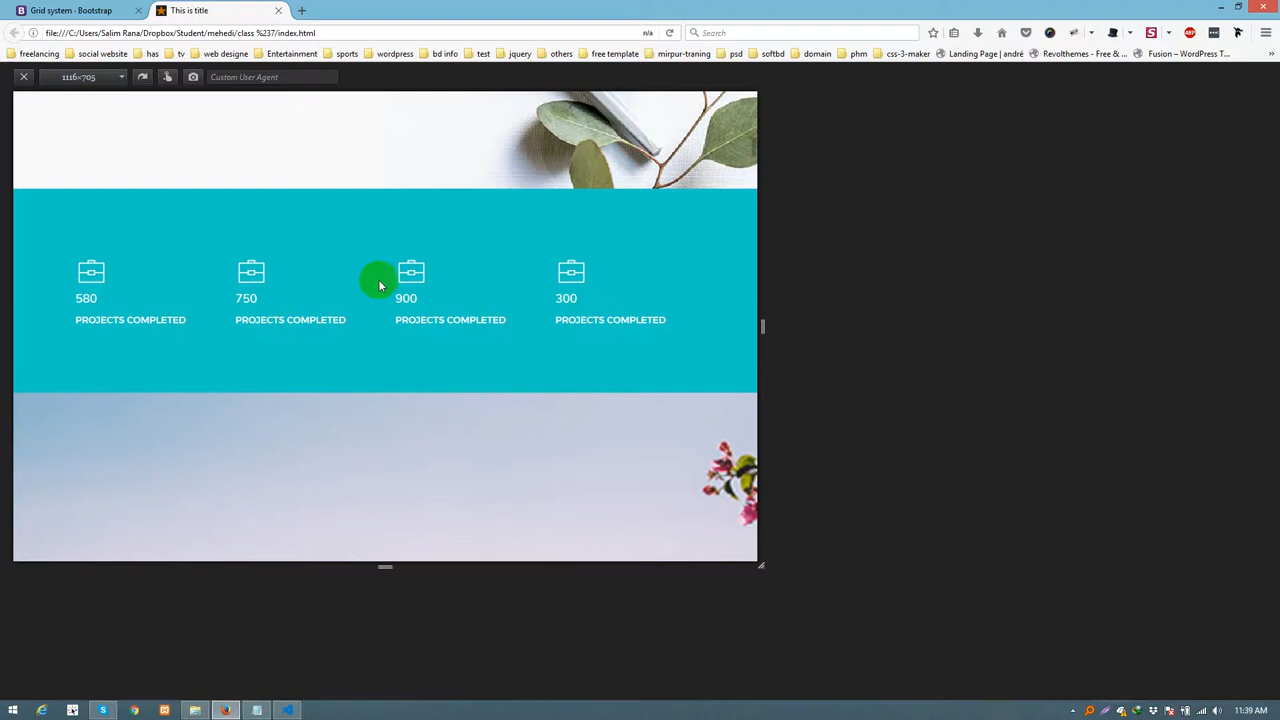 Grid system - Bootstrap
This is title
file:///C:/Users/Salim Rana/Dropbox/Student/mehedi/class %237/index.html
n/a
Search
freelancing
social website
has
tv
web designe
Entertainment
sports
wordpress
bd info
test
jquery
others
free template
mirpur-traning
psd
softbd
domain
phm
css-3-maker
Landing Page | andré
Revolthemes - Free & ...
Fusion – WordPress T...
1116×705
Custom User Agent
580
750
900
300
PROJECTS COMPLETED
PROJECTS COMPLETED
PROJECTS COMPLETED
PROJECTS COMPLETED
11:39 AM